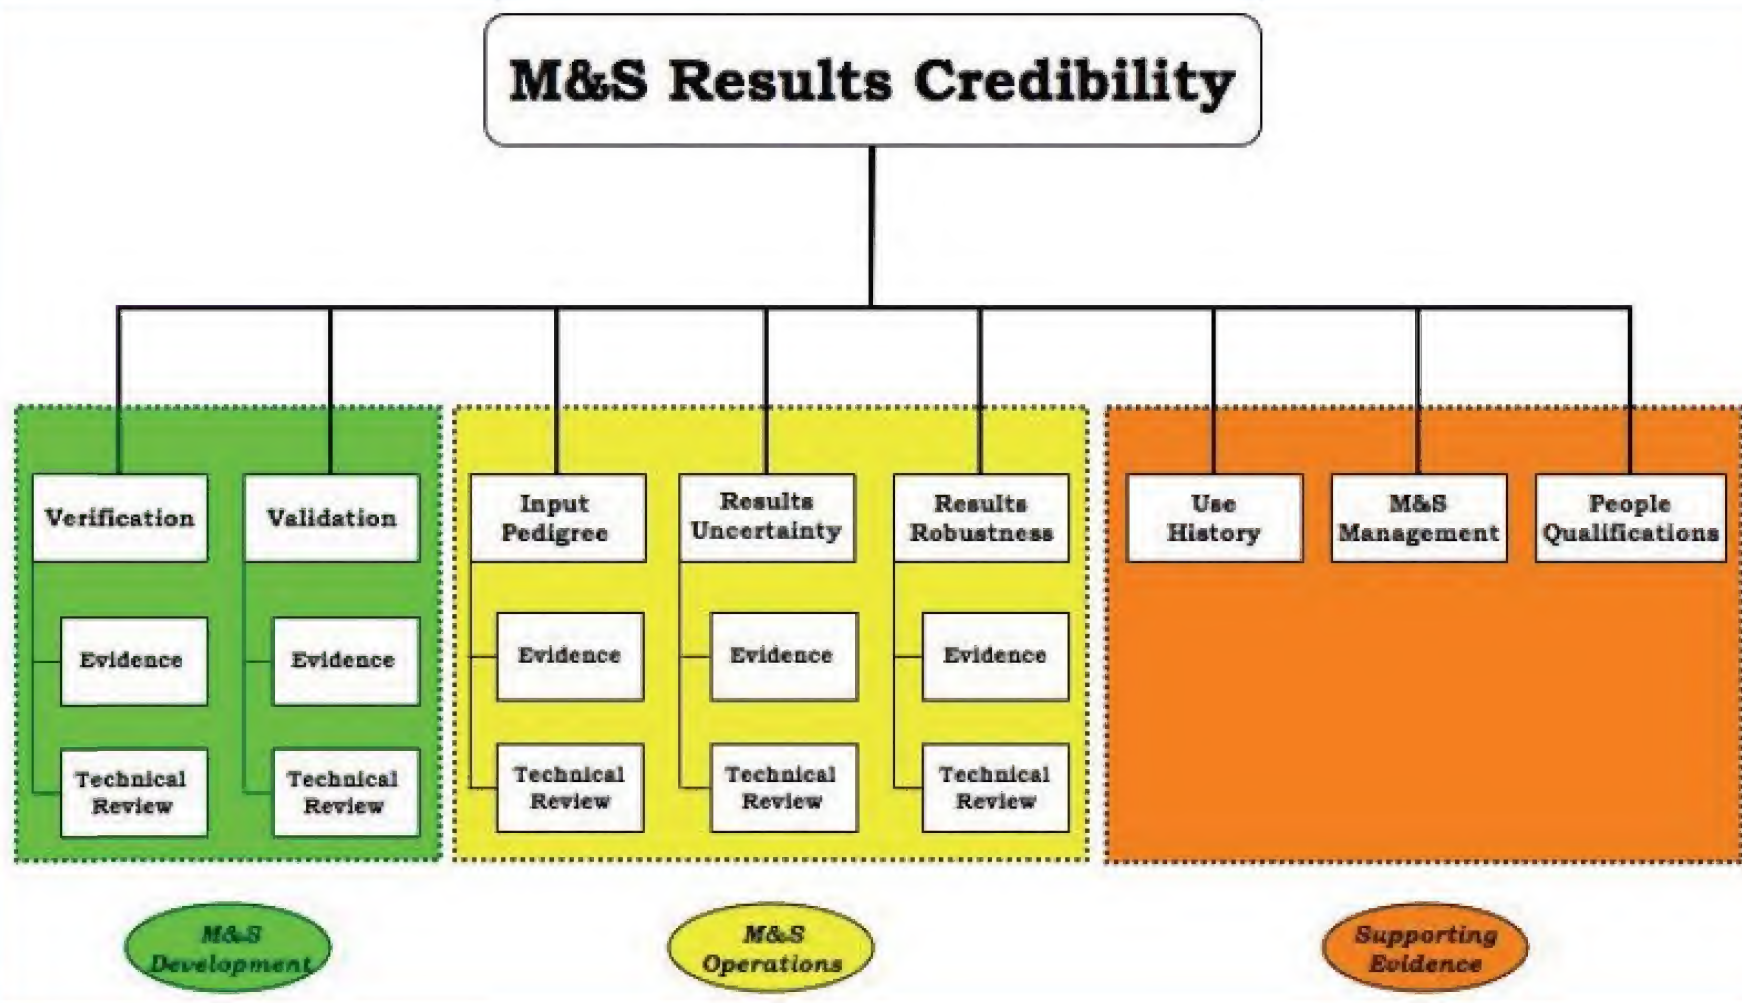 M&S Results Credibility
Verification
Validation
Input
Pedigree
Results
Uncertainty
Results
Robustness
Use
History
M&S
Management
People
Qualifications
Evidence
Evidence
Evidence
Evidence
Evidence
Technical
Review
Technical
Review
Technical
Review
Technical
Review
Technical
Review
M&S
Development
M&S
Operations
Supporting
Evidence